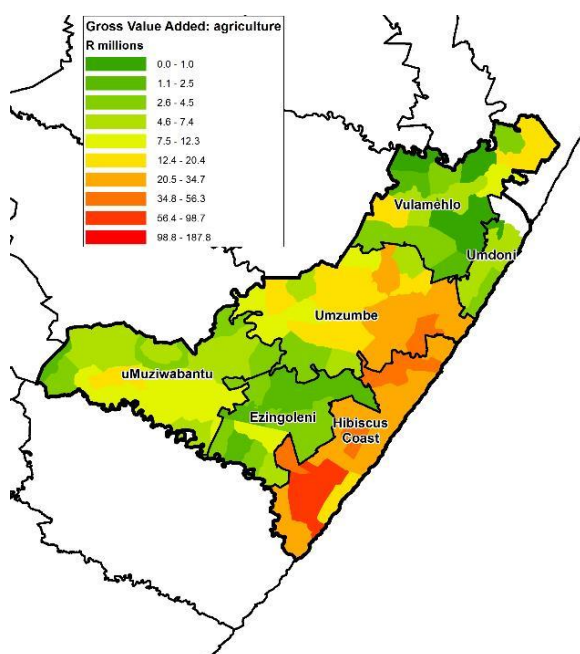 Gross Value Added: agriculture
R millions
0.0 - 1.0
1.1 - 2.5
2.6 - 4.5
4.6 - 7.4
7.5 - 12.3
12.4 - 20.4
20.5 - 34.7
34.8 - 56.3
56.4 - 98.7
98.8 - 187.8
Vulamehlo
Umdoni
Umzumbe
uMuziwabantu
Ezingoleni
Hibiscus
Coast